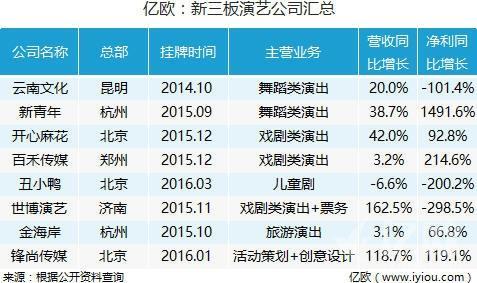 亿欧：新三板演艺公司汇总
公司名称 总部 挂牌时间 主营业务 营收同比增长 净利同比增长
云南文化 昆明 2014.10 舞蹈类演出 20.0% -101.4%
新青年 杭州 2015.09 舞蹈类演出 38.7% 1491.6%
开心麻花 北京 2015.12 戏剧类演出 42.0% 92.8%
百禾传媒 郑州 2015.12 戏剧类演出 3.2% 214.6%
丑小鸭 北京 2016.03 儿童剧 -6.6% -200.2%
世博演艺 济南 2015.11 戏剧类演出+票务 162.5% -298.5%
金海岸 杭州 2015.10 旅游演出 3.1% 66.8%
锋尚传媒 北京 2016.01 活动策划+创意设计 118.7% 119.1%
来源：根据公开资料查询 亿欧（www.iyiou.com）